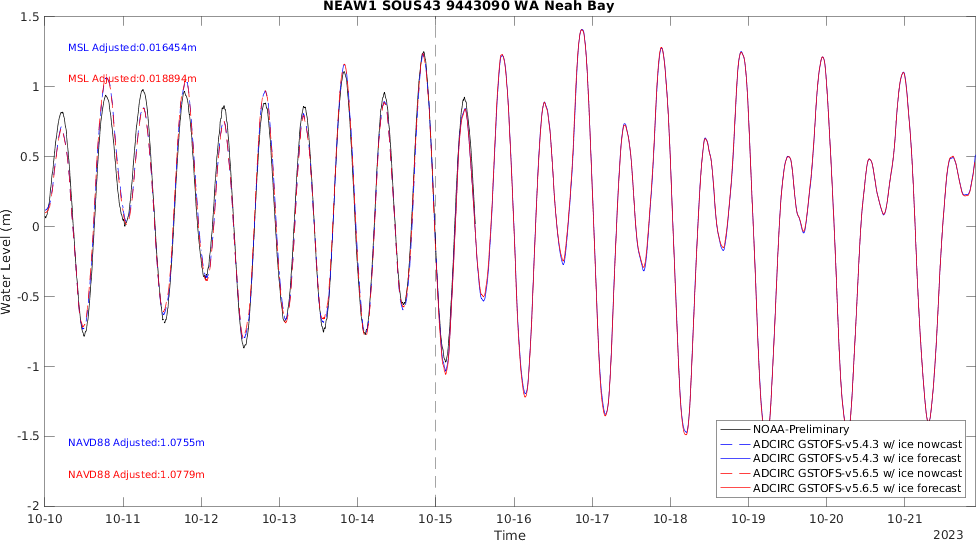 NEAW1 SOUS43 9443090 WA Neah Bay
MSL Adjusted:0.016454m
MSL Adjusted:0.018894m
NAVD88 Adjusted:1.0755m
NAVD88 Adjusted:1.0779m
Water Level (m)
1.5
1
0.5
0
-0.5
-1
-1.5
-2
NOAA-Preliminary
ADCIRC GSTOFS-v5.4.3 w/ ice nowcast
ADCIRC GSTOFS-v5.4.3 w/ ice forecast
ADCIRC GSTOFS-v5.6.5 w/ ice nowcast
ADCIRC GSTOFS-v5.6.5 w/ ice forecast
10-10 10-11 10-12 10-13 10-14 10-15 10-16 10-17 10-18 10-19 10-20 10-21
Time
2023